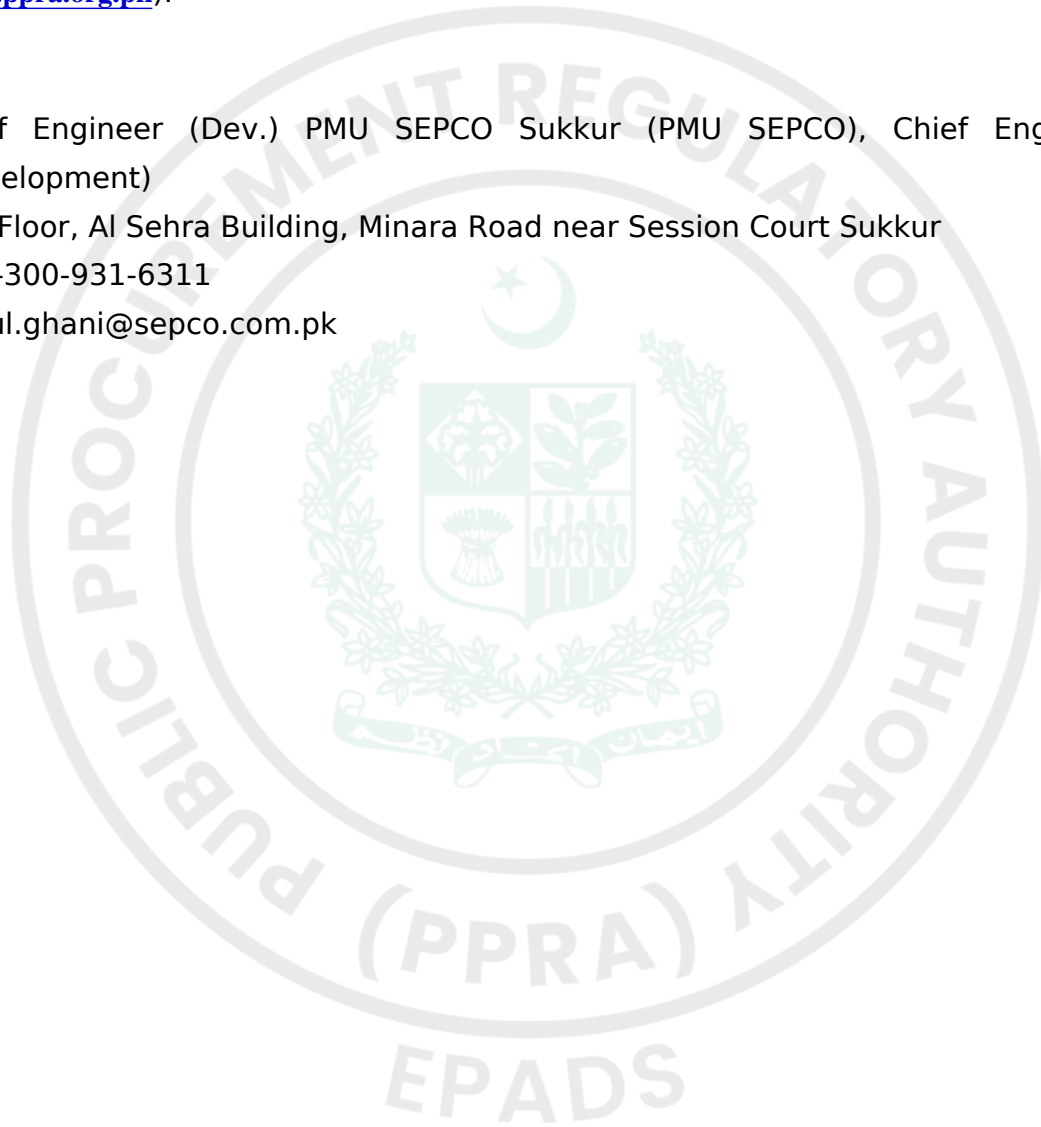 ppra.org.pk).
f Engineer (Dev.) PMU SEPCO Sukkur (PMU SEPCO), Chief Eng
elopment)
Floor, Al Sehra Building, Minara Road near Session Court Sukkur
-300-931-6311
ul.ghani@sepco.com.pk
PUBLIC PROCUREMENT REGULATORY AUTHORITY
(PPRA)
EPADS